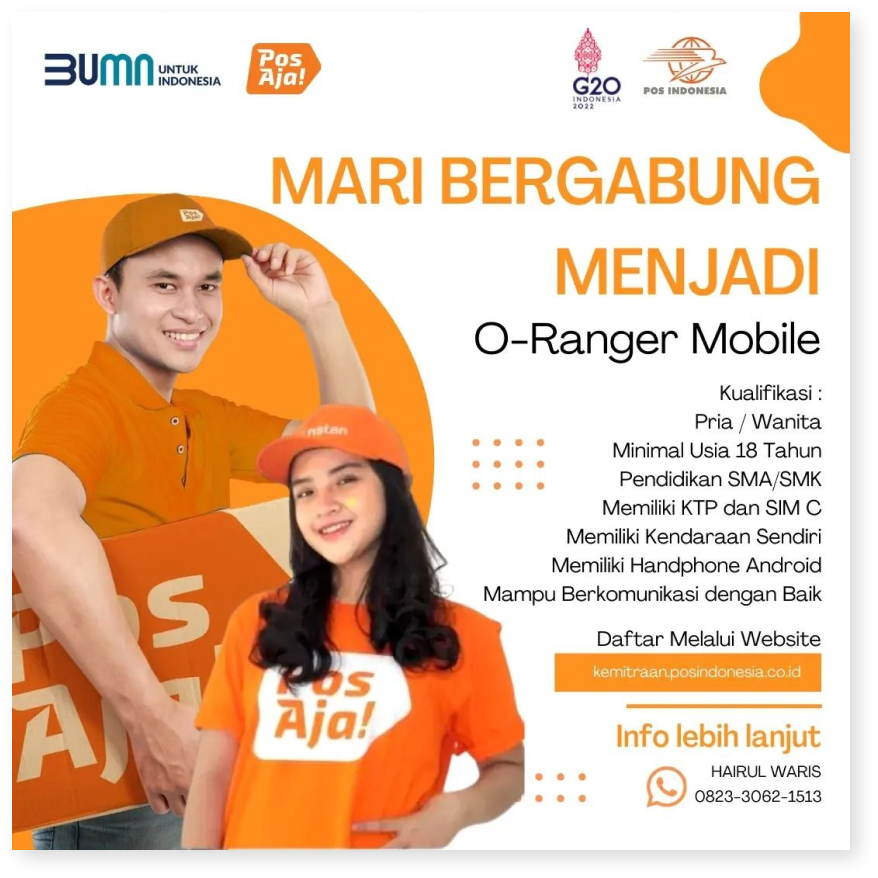 BUMN UNTUK
INDONESIA
Pos
Aja!
G20
INDONESIA
2022
POS INDONESIA
MARI BERGABUNG
MENJADI
O-Ranger Mobile
Kualifikasi :
Pria / Wanita
Minimal Usia 18 Tahun
Pendidikan SMA/SMK
Memiliki KTP dan SIM C
Memiliki Kendaraan Sendiri
Memiliki Handphone Android
Mampu Berkomunikasi dengan Baik
Daftar Melalui Website
kemitraan.posindonesia.co.id
Info lebih lanjut
HAIRUL WARIS
0823-3062-1513
Pos
Aja!
nstan
Pos
Aja!
Pos
Aja!